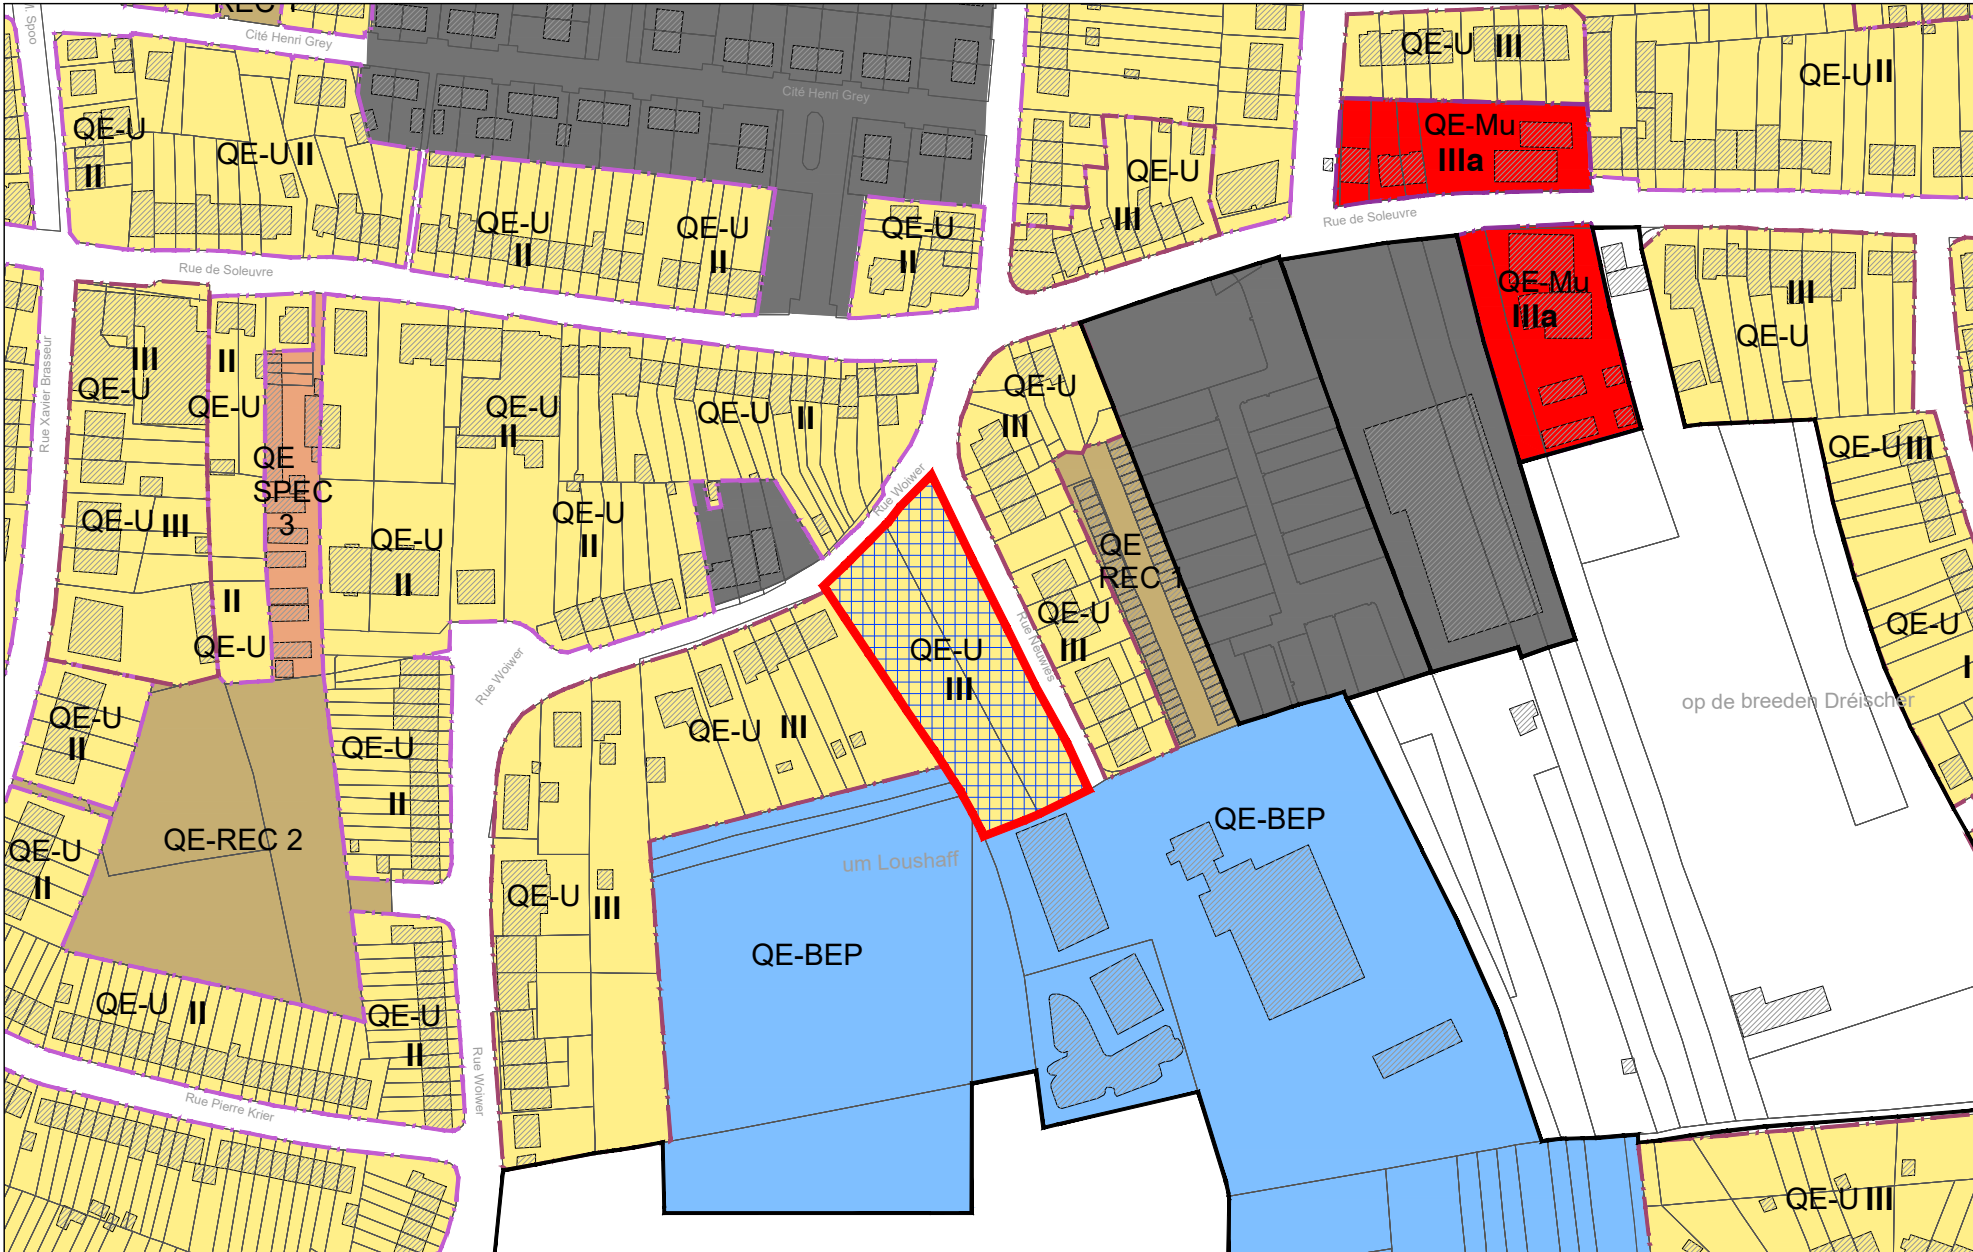 REC 1
Cité Henri Grey
QE-U III
QE-U II
QE-U
II
QE-U II
Cité Henri Grey
QE-Mu
IIIa
QE-U
III
QE-U
II
QE-U
II
QE-U
II
Rue de Soleuvre
Rue de Soleuvre
QE-Mu
IIIa
III
QE-U
Rue Xavier Brasseur
III
QE-U
II
QE-U
QE-U
II
QE-U II
QE-U
III
QE
SPEC
3
QE-U III
QE-U III
QE-U
II
QE-U
II
Rue Woiwer
QE
REC 1
II
QE-U
QE-U
III
QE-U
III
Rue Neuwies
QE-U
Rue Woiwer
QE-U
II
QE-U III
op de breeden Dréischer
QE-U
II
QE-REC 2
QE-U
II
um Loushaff
QE-BEP
QE-U
III
QE-BEP
QE-U II
QE-U
II
Rue Woiwer
Rue Pierre Krier
QE-U III